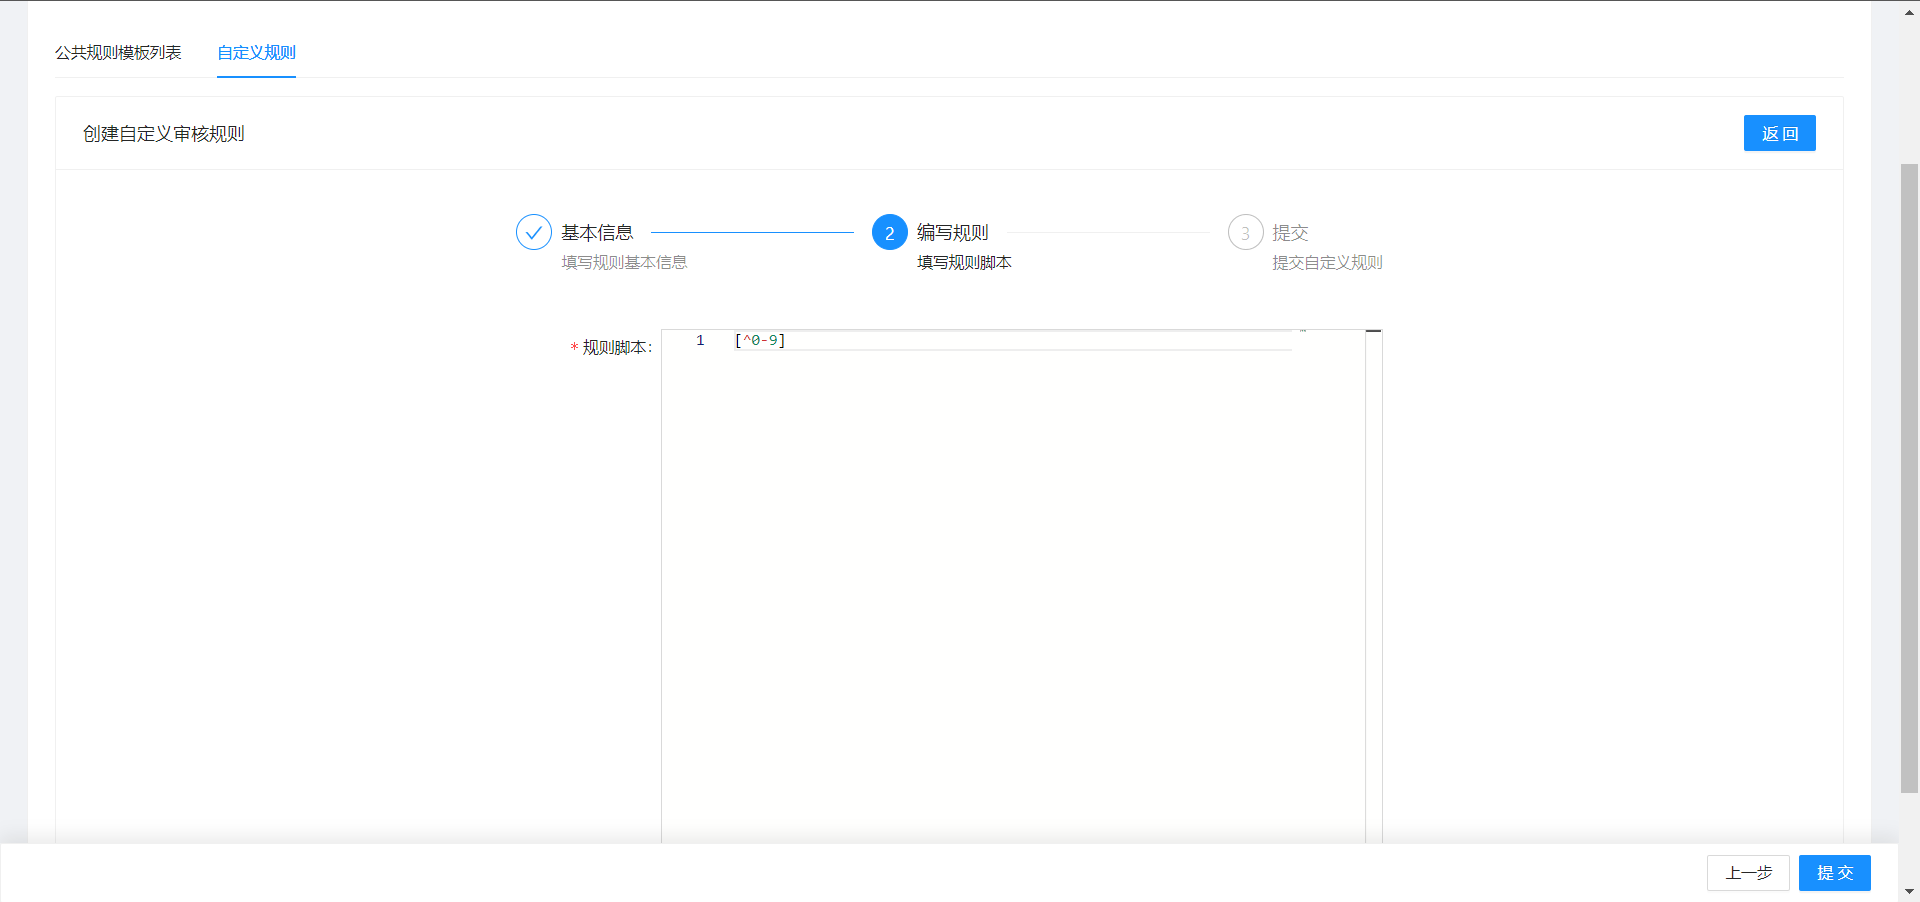 公共规则模板列表 自定义规则
创建自定义审核规则 返 回
基本信息 2 编写规则 3 提交
填写规则基本信息 填写规则脚本 提交自定义规则
* 规则脚本: 1 [^0-9]
上一步 提 交